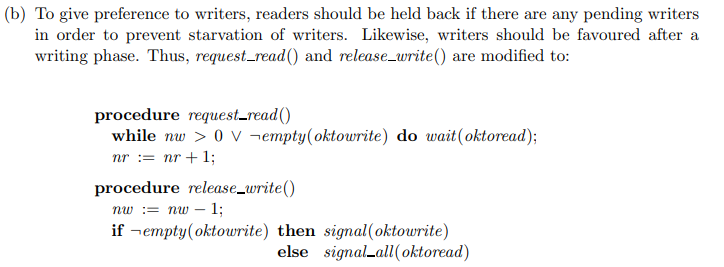 (b) To give preference to writers, readers should be held back if there are any pending writers
in order to prevent starvation of writers. Likewise, writers should be favoured after a
writing phase. Thus, request_read() and release_write() are modified to:
procedure request_read()
while nw > 0 ∨ ¬empty(oktowrite) do wait(oktoread);
nr := nr + 1;
procedure release_write()
nw := nw − 1;
if ¬empty(oktowrite) then signal(oktowrite)
else signal_all(oktoread)